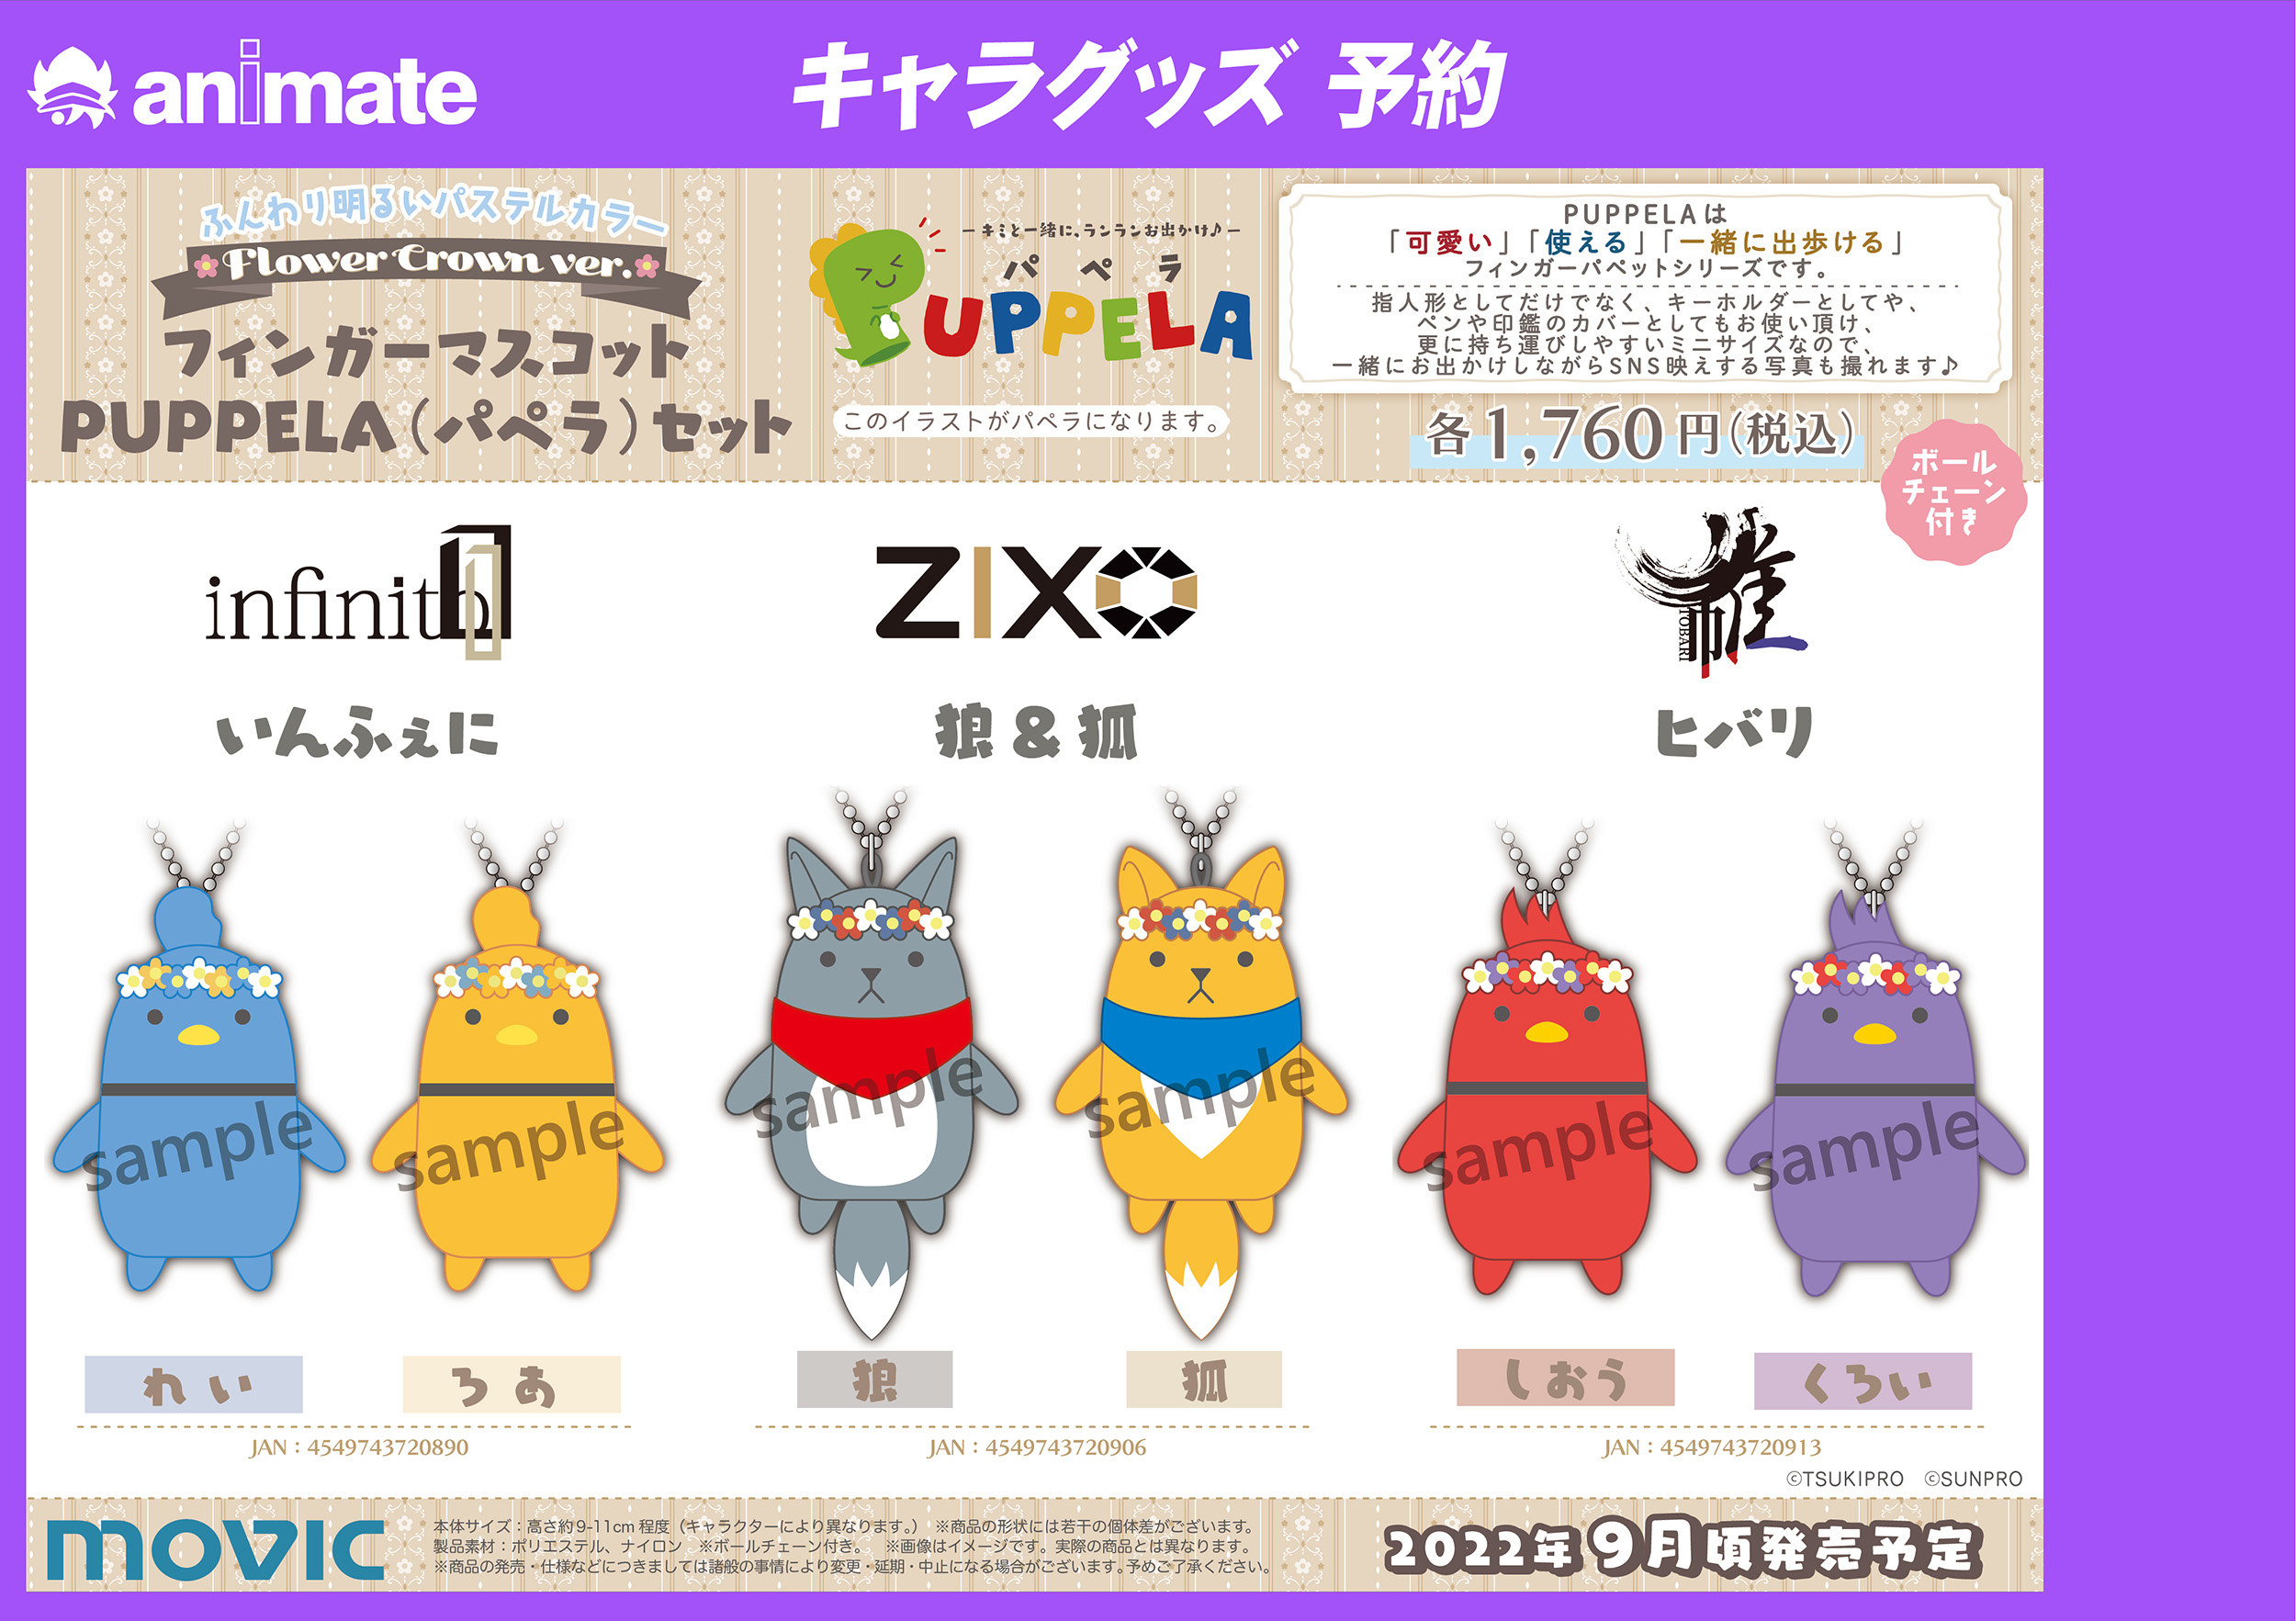 animate
キャラグッズ 予約
ふんわり明るいパステルカラー
Flower Crown ver.
フィンガーマスコット
PUPPELA(パペラ)セット
ーキミと一緒に、ランランお出かけ♪ー
パペラ
PUPPELA
このイラストがパペラになります。
PUPPELAは
「可愛い」「使える」「一緒に出歩ける」
フィンガーパペットシリーズです。
指人形としてだけでなく、キーホルダーとしてや、
ペンや印鑑のカバーとしてもお使い頂け、
更に持ち運びしやすいミニサイズなので、
一緒にお出かけしながらSNS映えする写真も撮れます♪
各1,760円(税込)
ボール
チェーン
付き
infinit0
ZIXO
TOBARI
いんふぇに
狼&狐
ヒバリ
sample
sample
sample
sample
sample
sample
れい
ろあ
狼
狐
しおう
くろい
JAN:4549743720890
JAN:4549743720906
JAN:4549743720913
©TSUKIPRO ©SUNPRO
movic
本体サイズ:高さ約9-11cm程度(キャラクターにより異なります。) ※商品の形状には若干の個体差がございます。
製品素材:ポリエステル、ナイロン ※ボールチェーン付き。 ※画像はイメージです。実際の商品とは異なります。
※商品の発売・仕様などにつきましては諸般の事情により変更・延期・中止になる場合がございます。予めご了承ください。
2022年9月頃発売予定